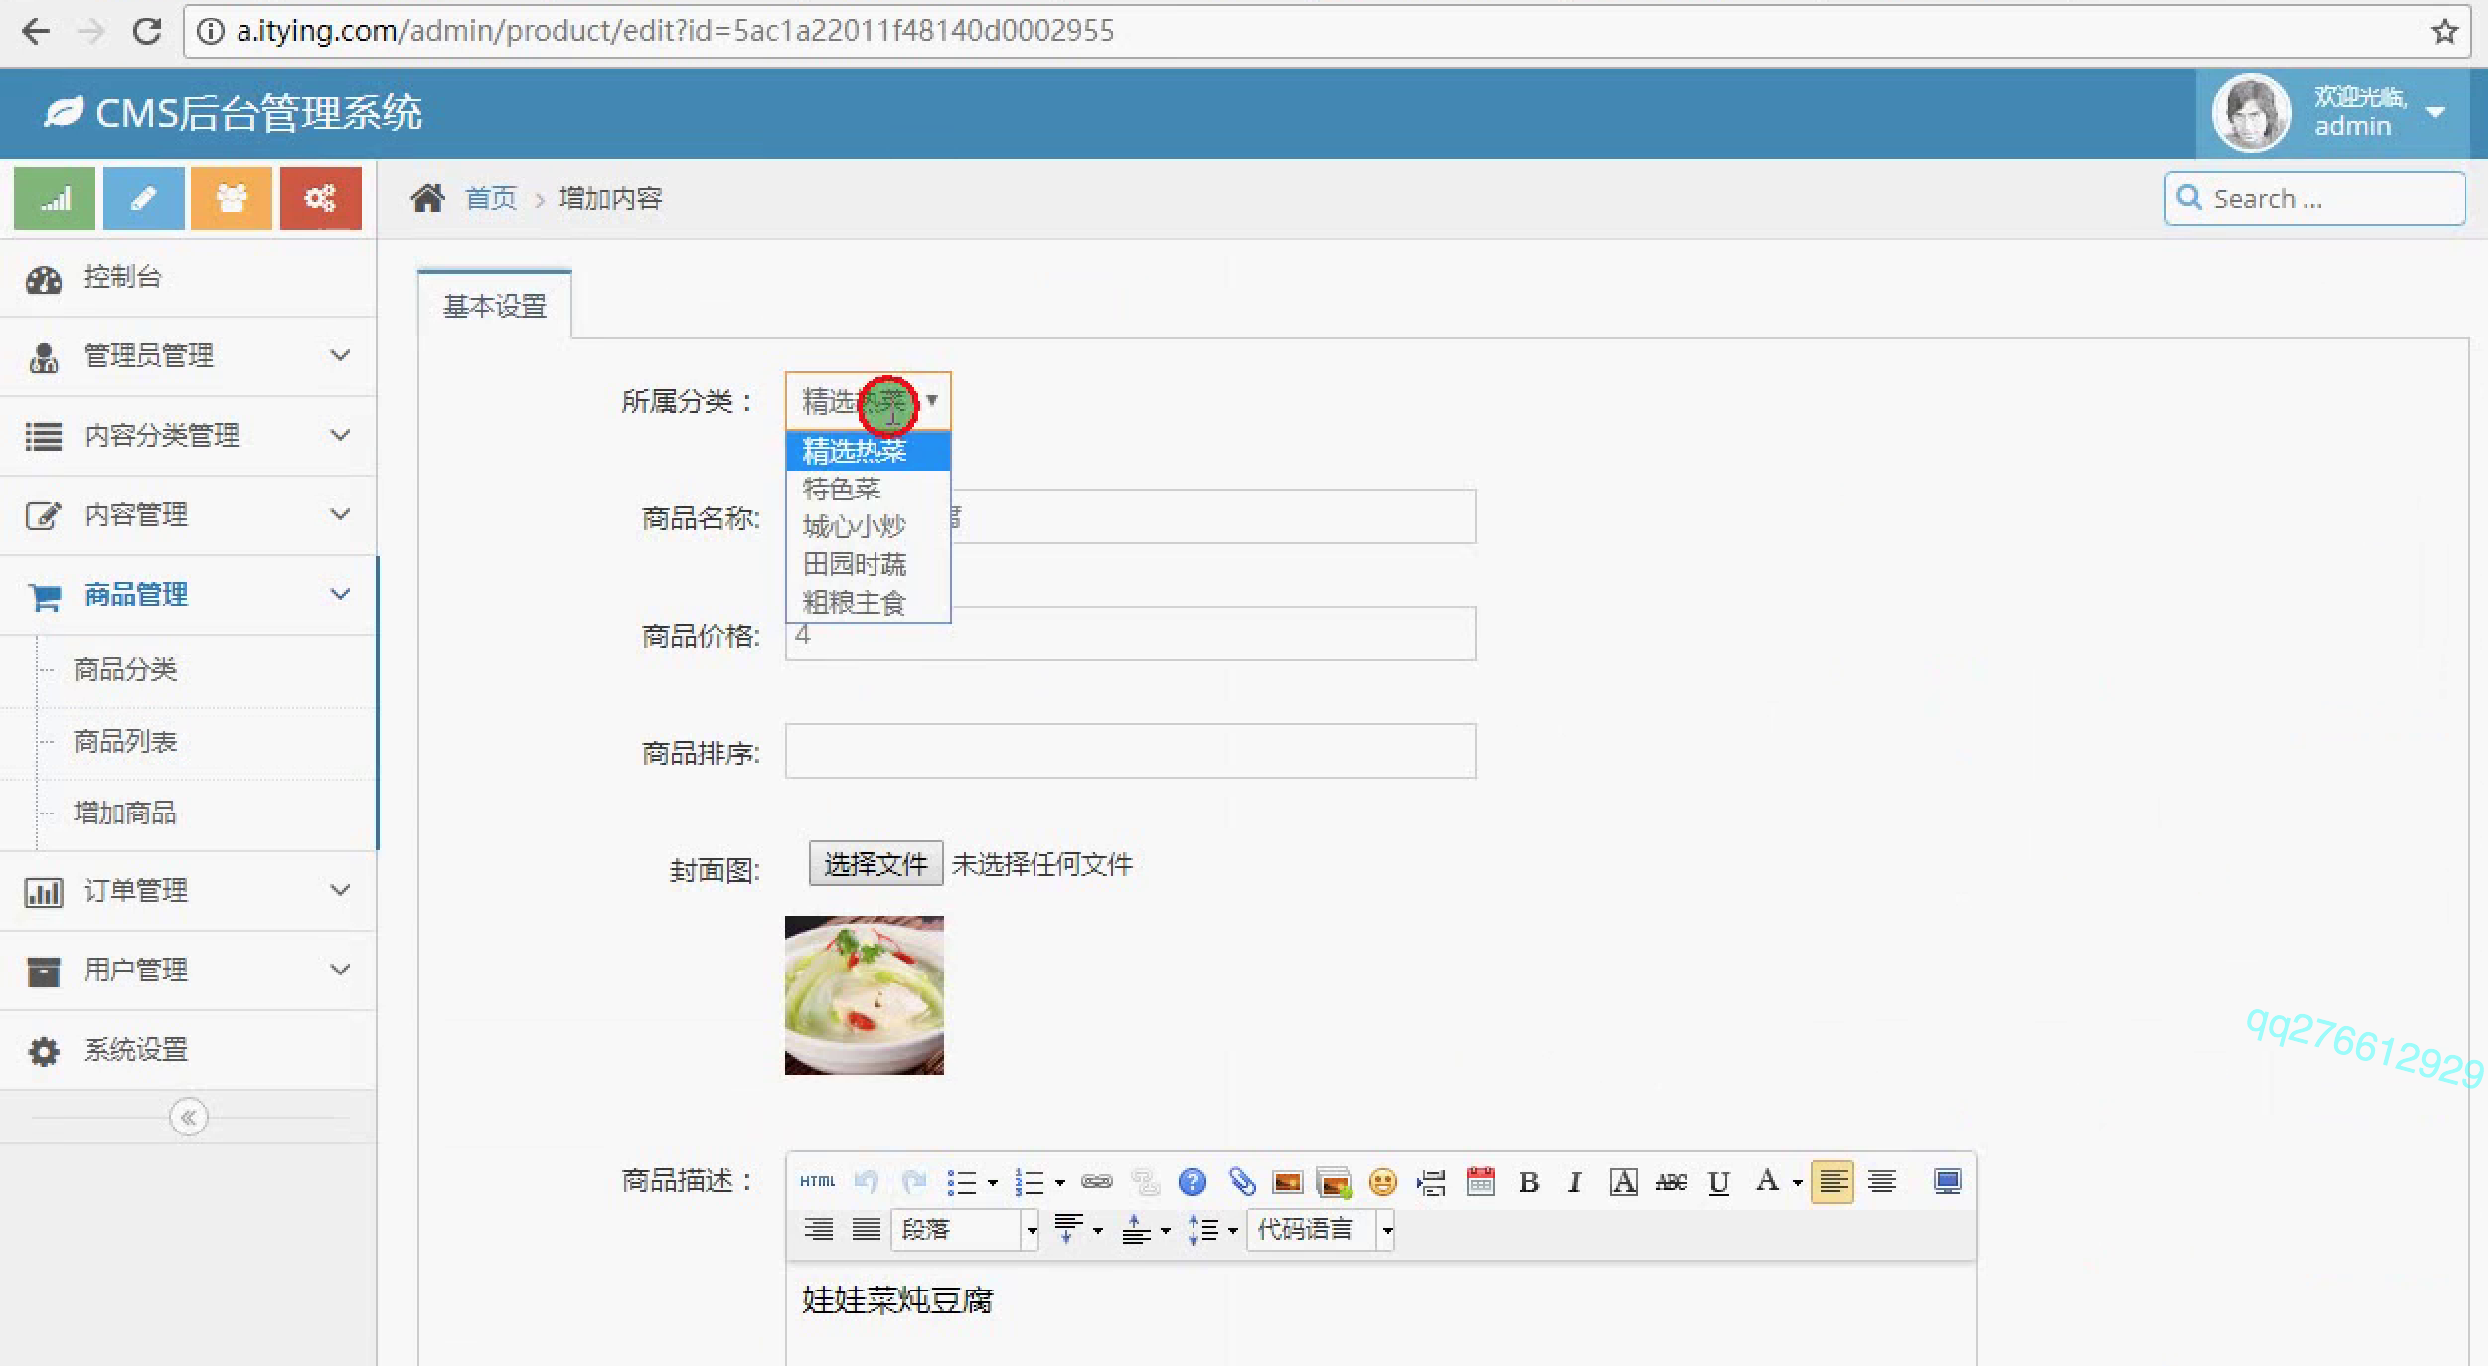 a.itying.com/admin/product/edit?id=5ac1a22011f48140d0002955
CMS后台管理系统
欢迎光临,
admin
首页 > 增加内容
Search ...
控制台
管理员管理
内容分类管理
内容管理
商品管理
商品分类
商品列表
增加商品
订单管理
用户管理
系统设置
基本设置
所属分类：
精选热菜
精选热菜
特色菜
城心小炒
田园时蔬
粗粮主食
商品名称:
商品价格: 4
商品排序:
封面图: 选择文件 未选择任何文件
qq276612929
商品描述：
HTML B I A ABC U A
段落 代码语言
娃娃菜炖豆腐